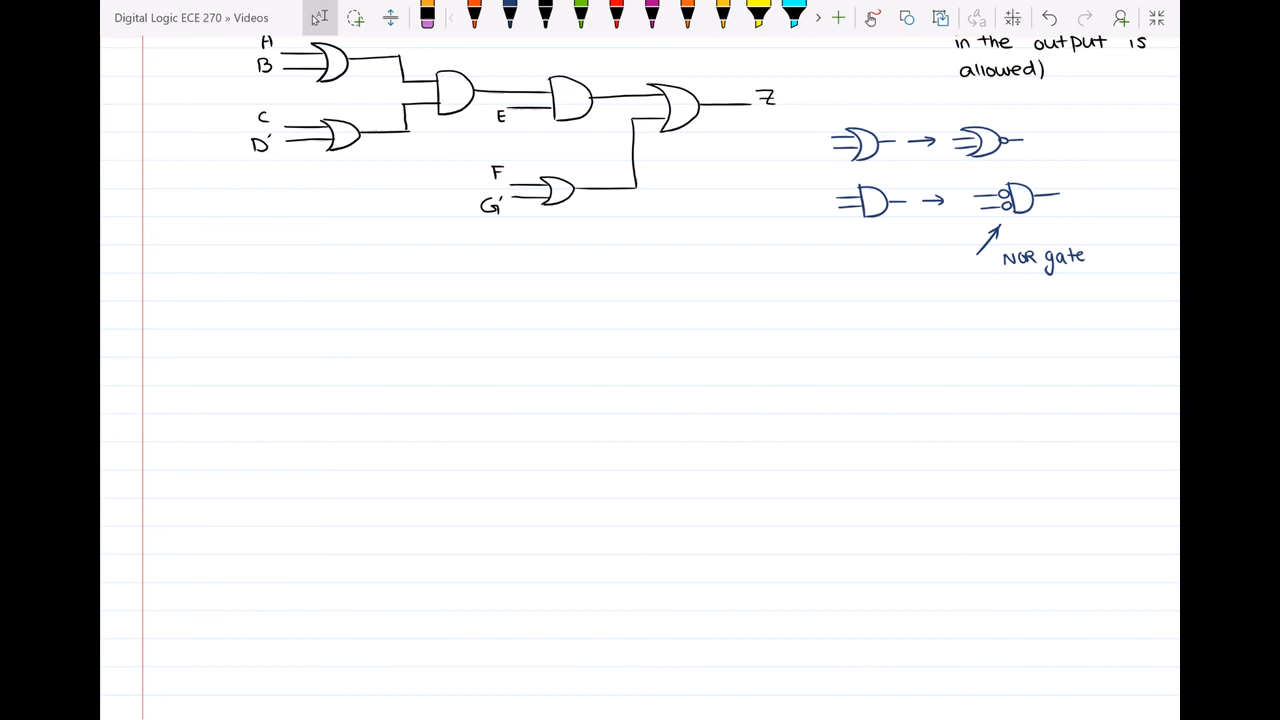 Digital Logic ECE 270 » Videos
in the output is
allowed)
A
B
C
D'
E
F
G'
Z
NOR gate